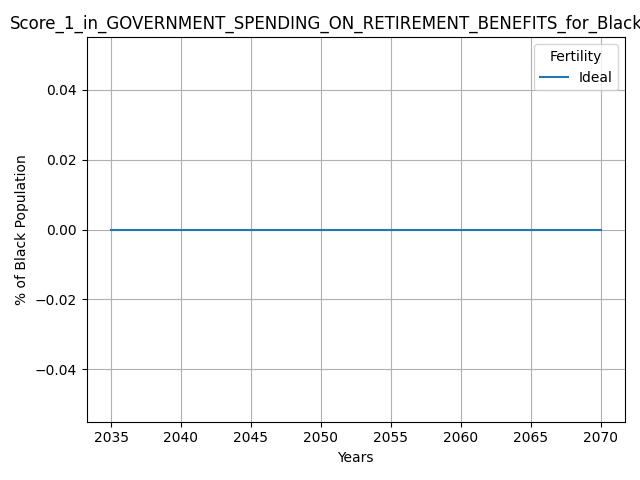 Score_1_in_GOVERNMENT_SPENDING_ON_RETIREMENT_BENEFITS_for_Black
Fertility
Ideal
0.04
0.02
0.00
−0.02
−0.04
% of Black Population
2035 2040 2045 2050 2055 2060 2065 2070
Years